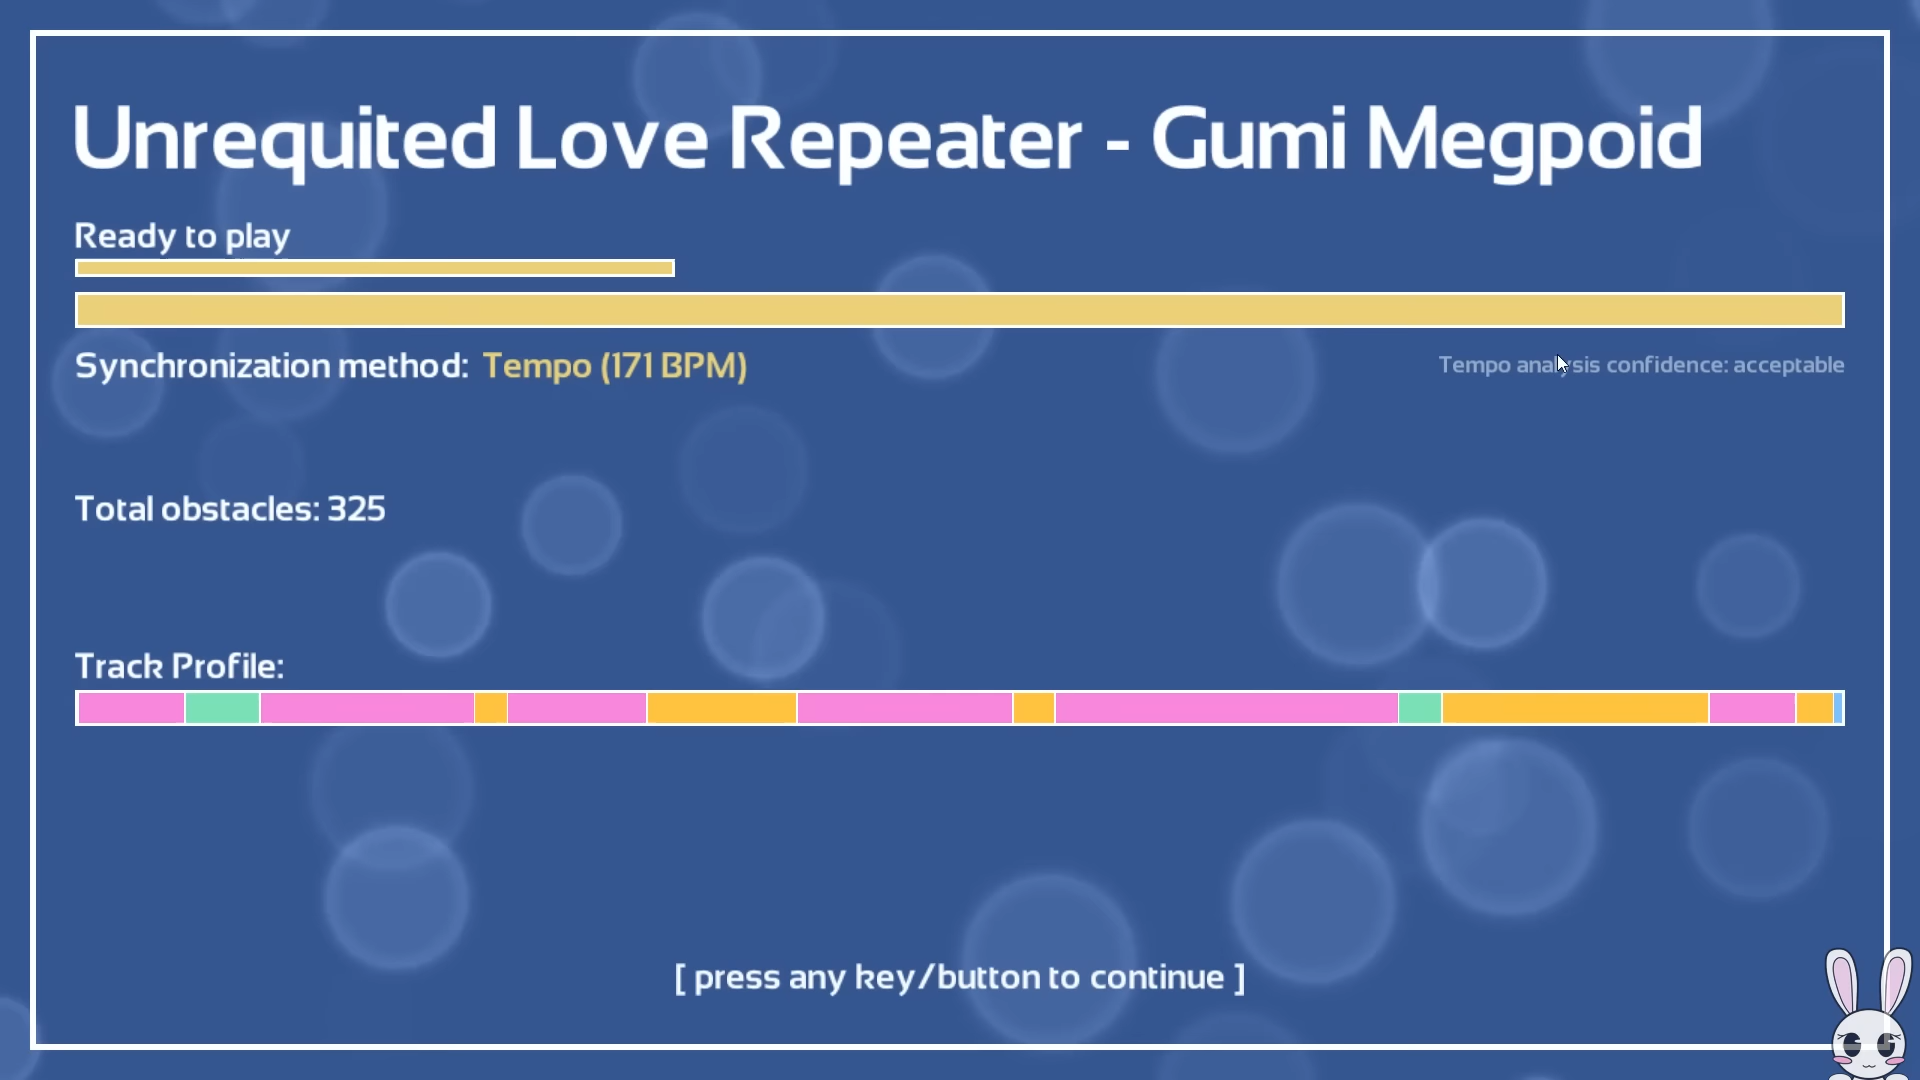 Unrequited Love Repeater - Gumi Megpoid
Ready to play
Synchronization method: Tempo (171 BPM)
Tempo analysis confidence: acceptable
Total obstacles: 325
Track Profile:
[ press any key/button to continue ]